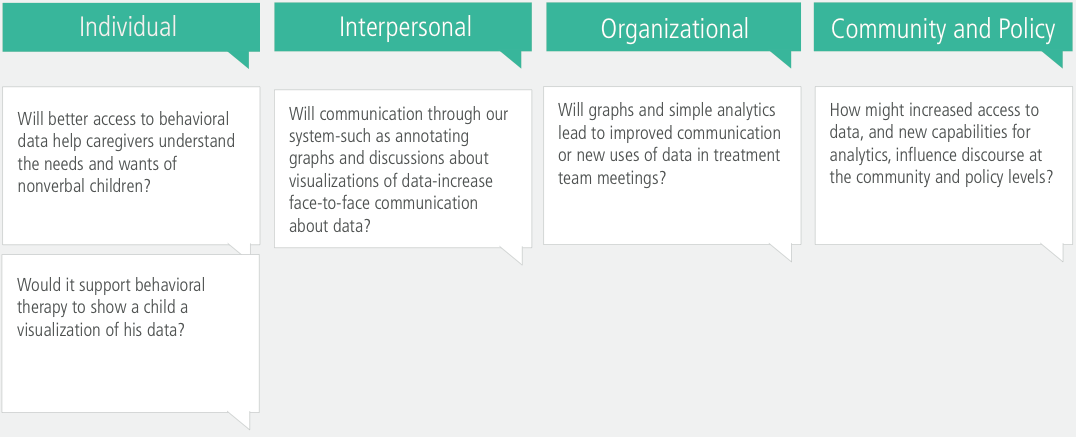 Individual
Will better access to behavioral
data help caregivers understand
the needs and wants of
nonverbal children?
Would it support behavioral
therapy to show a child a
visualization of his data?
Interpersonal
Will communication through our
system-such as annotating
graphs and discussions about
visualizations of data-increase
face-to-face communication
about data?
Organizational
Will graphs and simple analytics
lead to improved communication
or new uses of data in treatment
team meetings?
Community and Policy
How might increased access to
data, and new capabilities for
analytics, influence discourse at
the community and policy levels?